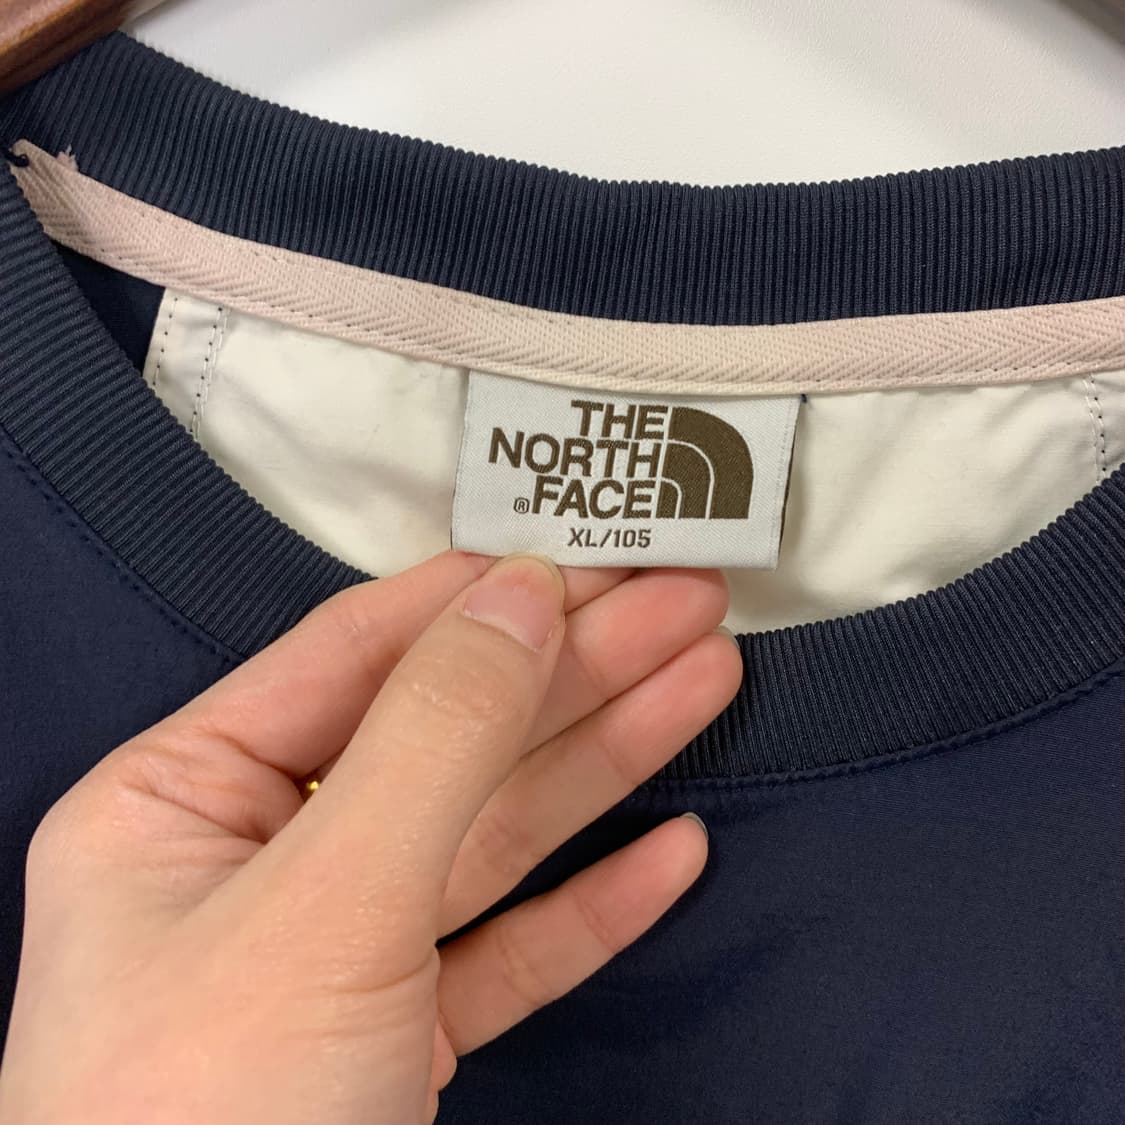 THE
NORTH
®FACE
XL/105